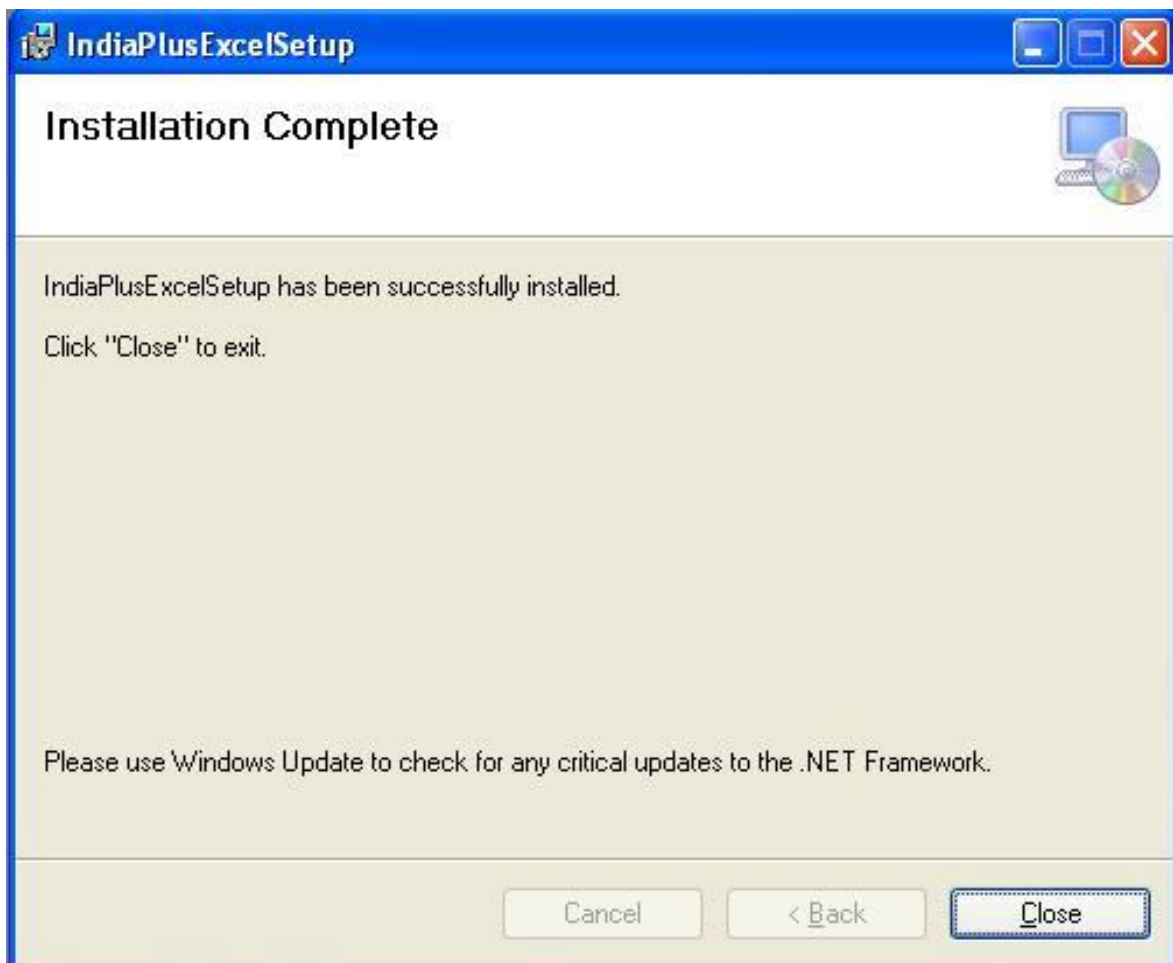 IndiaPlusExcelSetup
Installation Complete
IndiaPlusExcelSetup has been successfully installed.
Click "Close" to exit.
Please use Windows Update to check for any critical updates to the .NET Framework.
Cancel
< Back
Close